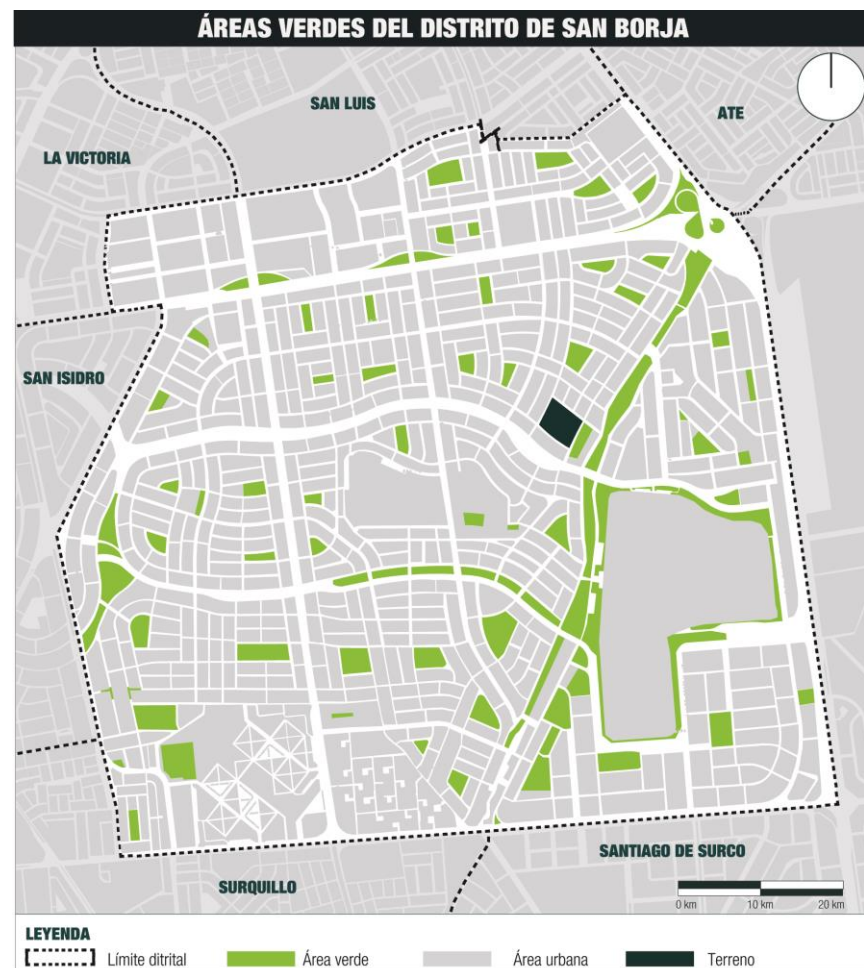 ÁREAS VERDES DEL DISTRITO DE SAN BORJA
SAN LUIS
ATE
LA VICTORIA
SAN ISIDRO
SANTIAGO DE SURCO
SURQUILLO
0 km 10 km 20 km
LEYENDA
Límite ditrital Área verde Área urbana Terreno